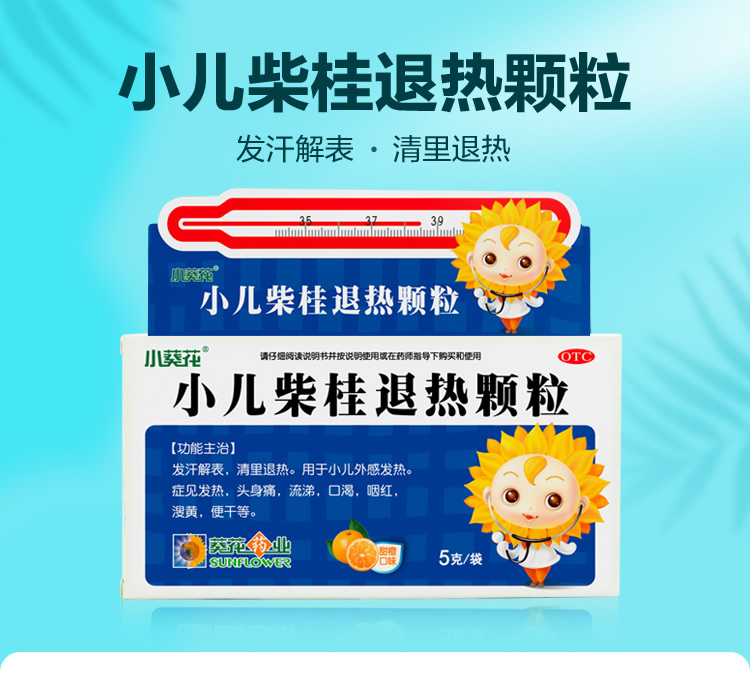 小儿柴桂退热颗粒
发汗解表 · 清里退热
35 37 39
小葵花®
小儿柴桂退热颗粒
小葵花®
请仔细阅读说明书并按说明使用或在药师指导下购买和使用
OTC
小儿柴桂退热颗粒
【功能主治】
发汗解表，清里退热。用于小儿外感发热。
症见发热，头身痛，流涕，口渴，咽红，
溲黄，便干等。
葵花药业
SUNFLOWER
甜橙
口味
5克/袋